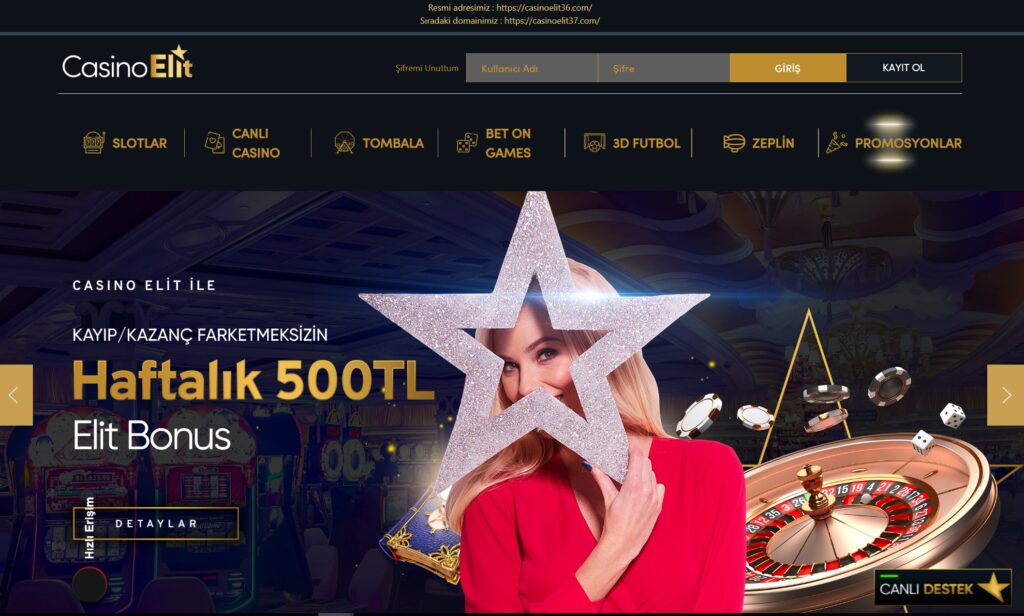 Resmi adresimiz : https://casinoelit36.com/
Sıradaki domainimiz : https://casinoelit37.com/
CasinoElit
Şifremi Unuttum
Kullanıcı Adı
Şifre
GİRİŞ
KAYIT OL
SLOTLAR
CANLI
CASINO
TOMBALA
BET ON
GAMES
3D FUTBOL
ZEPLİN
PROMOSYONLAR
CASINO ELİT İLE
KAYIP/KAZANÇ FARKETMEKSİZİN
Haftalık 500TL
Elit Bonus
DETAYLAR
Hızlı Erişim
CANLI DESTEK